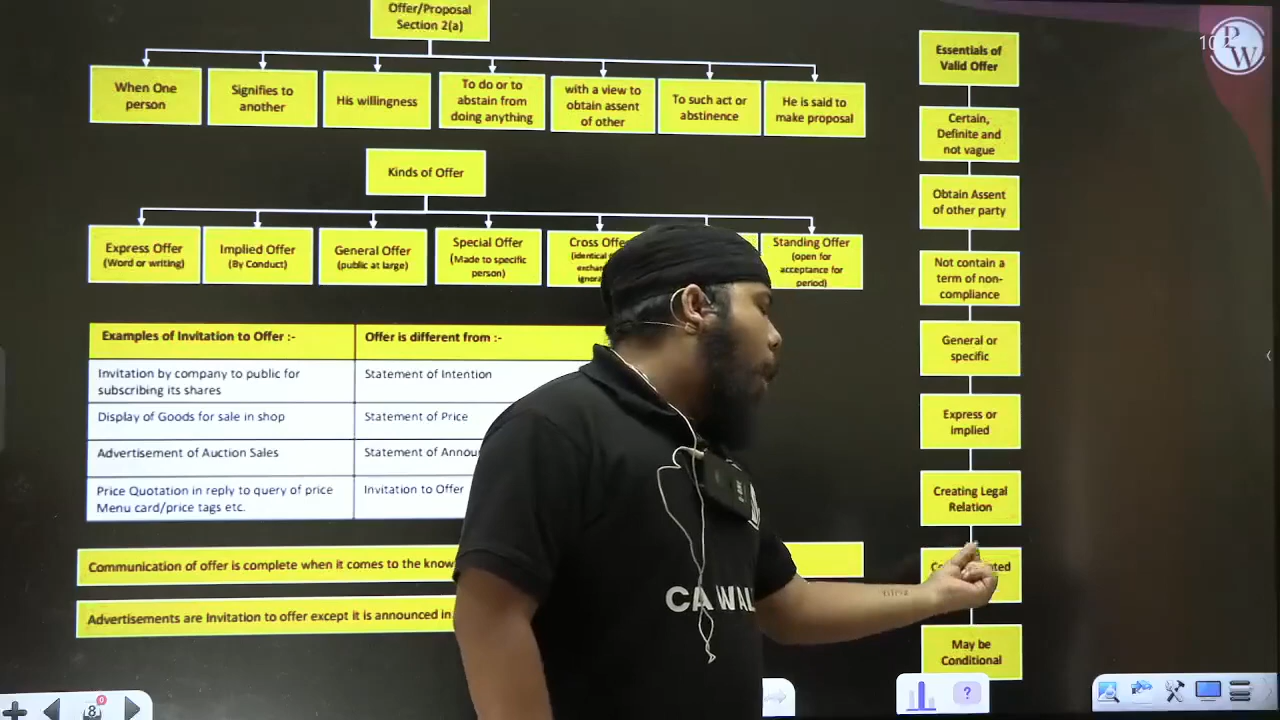 Offer/Proposal
Section 2(a)
When One
person
Signifies to
another
His willingness
To do or to
abstain from
doing anything
with a view to
obtain assent
of other
To such act or
abstinence
He is said to
make proposal
Kinds of Offer
Express Offer
(Word or writing)
Implied Offer
(By Conduct)
General Offer
(public at large)
Special Offer
(Made to specific
person)
Cross
(identical
Standing Offer
(open for
acceptance for
period)
Examples of Invitation to Offer :-
Offer is different from :-
Invitation by company to public for
subscribing its shares
Statement of Intention
Display of Goods for sale in shop
Statement of Price
Advertisement of Auction Sales
Statement of
Price Quotation in reply to query of price
Menu card/price tags etc.
Invitation to Offer
Communication of offer is complete when it comes to the
Advertisements are Invitation to offer except it is announced in
Essentials of
Valid Offer
Certain,
Definite and
not vague
Obtain Assent
of other party
Not contain a
term of non-
compliance
General or
specific
Express or
implied
Creating Legal
Relation
May be
Conditional
PW
CA WAL
8
0
?